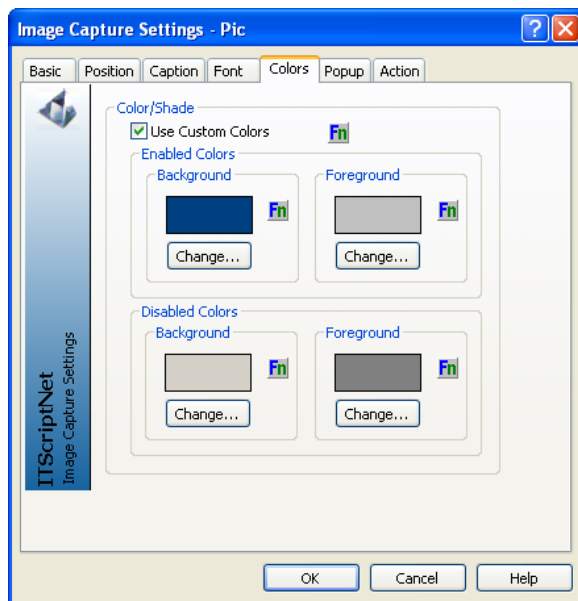 Image Capture Settings - Pic
Basic Position Caption Font Colors Popup Action
Color/Shade
Use Custom Colors Fn
Enabled Colors
Background Foreground
Fn Fn
Change... Change...
Disabled Colors
Background Foreground
Fn Fn
Change... Change...
ITScriptNet
Image Capture Settings
OK Cancel Help